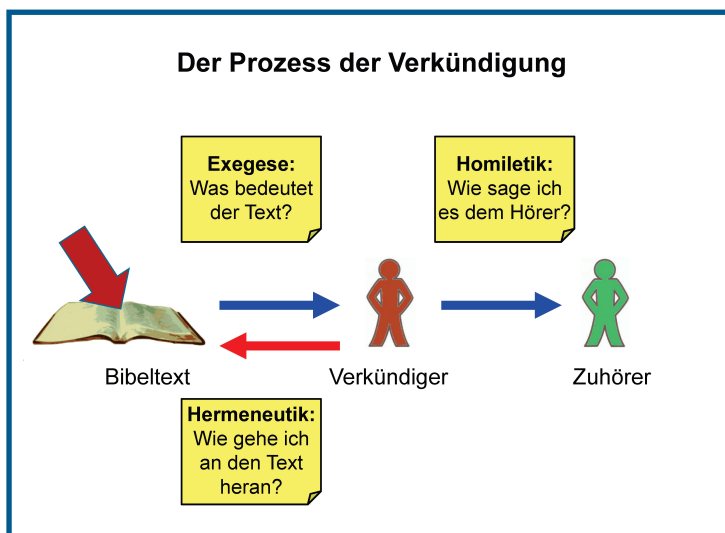 Der Prozess der Verkündigung
Exegese:
Was bedeutet
der Text?
Homiletik:
Wie sage ich
es dem Hörer?
Bibeltext
Verkündiger
Zuhörer
Hermeneutik:
Wie gehe ich
an den Text
heran?